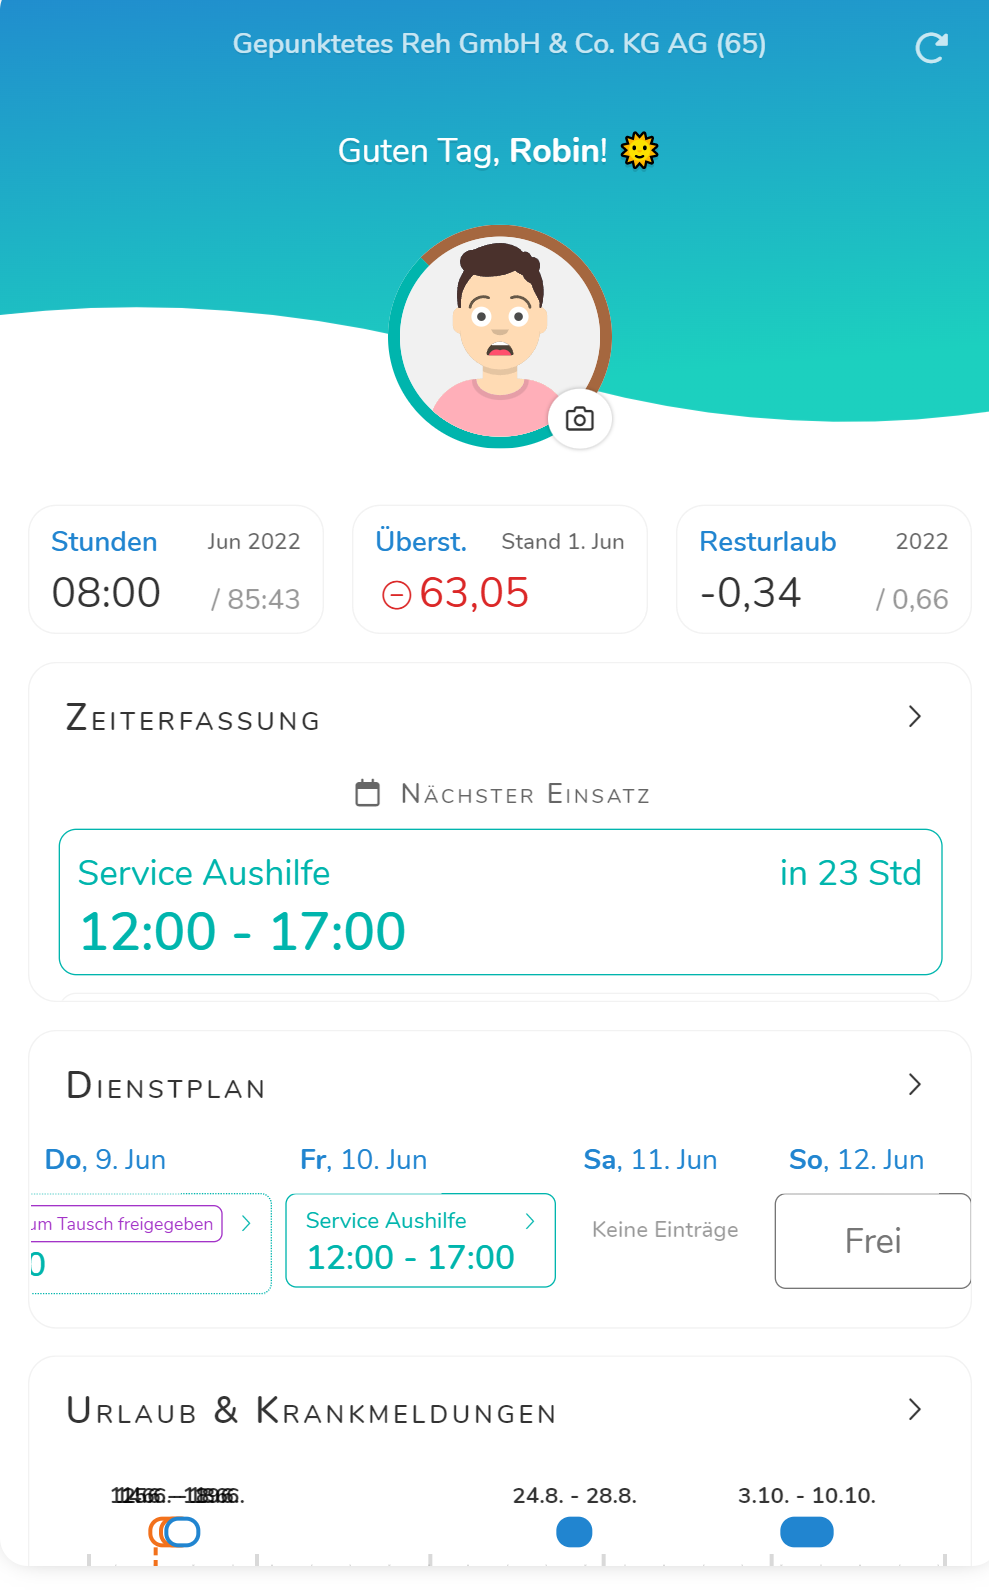 Gepunktetes Reh GmbH & Co. KG AG (65)
Guten Tag, Robin!
Stunden Jun 2022
08:00 / 85:43
Überst. Stand 1. Jun
63,05
Resturlaub 2022
-0,34 / 0,66
Zeiterfassung
Nächster Einsatz
Service Aushilfe in 23 Std
12:00 - 17:00
Dienstplan
Do, 9. Jun
um Tausch freigegeben
0
Fr, 10. Jun
Service Aushilfe
12:00 - 17:00
Sa, 11. Jun
Keine Einträge
So, 12. Jun
Frei
Urlaub & Krankmeldungen
24.8. - 28.8.
3.10. - 10.10.